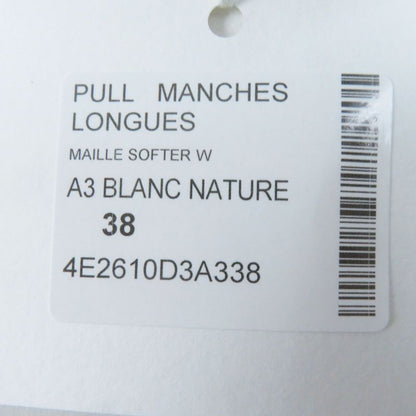 PULL MANCHES
LONGUES
MAILLE SOFTER W
A3 BLANC NATURE
38
4E2610D3A338